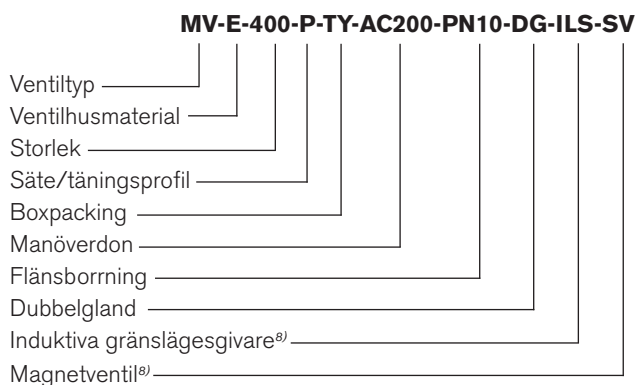 MV-E-400-P-TY-AC200-PN10-DG-ILS-SV
Ventiltyp
Ventilhusmaterial
Storlek
Säte/täningsprofil
Boxpacking
Manöverdon
Flänsborrning
Dubbelgland
Induktiva gränslägesgivare⁸⁾
Magnetventil⁸⁾